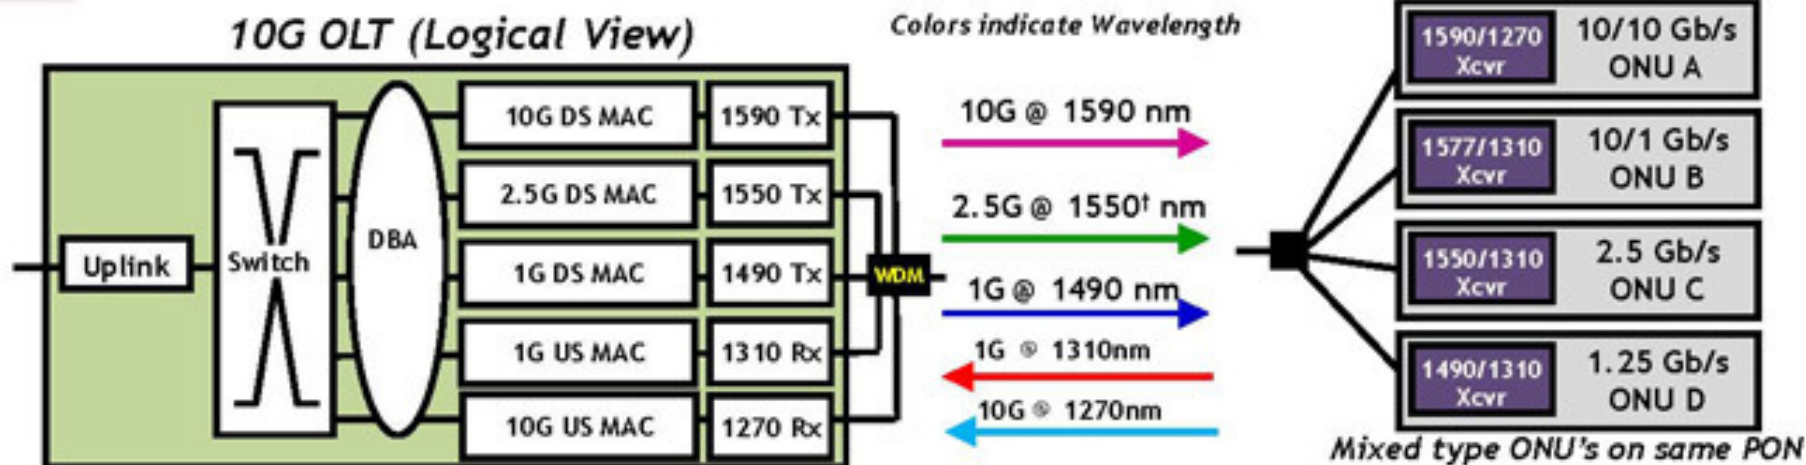 10G OLT (Logical View)
Colors indicate Wavelength
Uplink
Switch
DBA
10G DS MAC
1590 Tx
2.5G DS MAC
1550 Tx
1G DS MAC
1490 Tx
1G US MAC
1310 Rx
10G US MAC
1270 Rx
WDM
10G @ 1590 nm
2.5G @ 1550† nm
1G @ 1490 nm
1G @ 1310nm
10G @ 1270nm
1590/1270
Xcvr
10/10 Gb/s
ONU A
1577/1310
Xcvr
10/1 Gb/s
ONU B
1550/1310
Xcvr
2.5 Gb/s
ONU C
1490/1310
Xcvr
1.25 Gb/s
ONU D
Mixed type ONU's on same PON